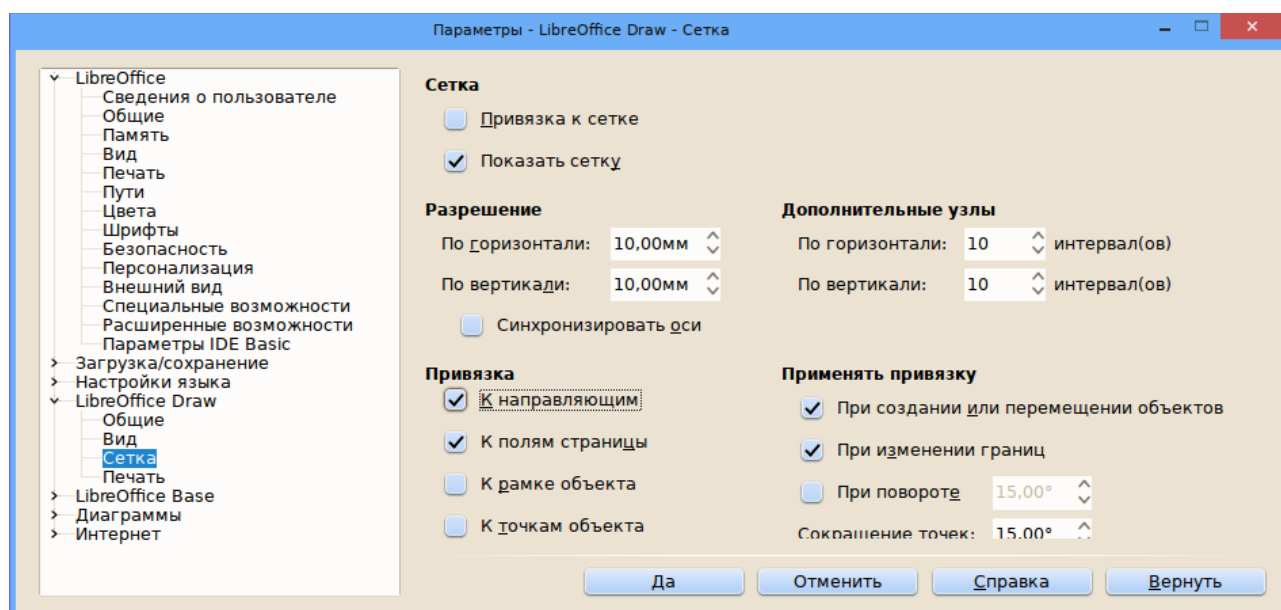 Параметры - LibreOffice Draw - Сетка
LibreOffice
Сведения о пользователе
Общие
Память
Вид
Печать
Пути
Цвета
Шрифты
Безопасность
Персонализация
Внешний вид
Специальные возможности
Расширенные возможности
Параметры IDE Basic
Загрузка/сохранение
Настройки языка
LibreOffice Draw
Общие
Вид
Сетка
Печать
LibreOffice Base
Диаграммы
Интернет
Сетка
Привязка к сетке
Показать сетку
Разрешение
По горизонтали: 10,00мм
По вертикали: 10,00мм
Синхронизировать оси
Дополнительные узлы
По горизонтали: 10 интервал(ов)
По вертикали: 10 интервал(ов)
Привязка
К направляющим
К полям страницы
К рамке объекта
К точкам объекта
Применять привязку
При создании или перемещении объектов
При изменении границ
При повороте 15,00°
Сокращение точек: 15,00°
Да Отменить Справка Вернуть